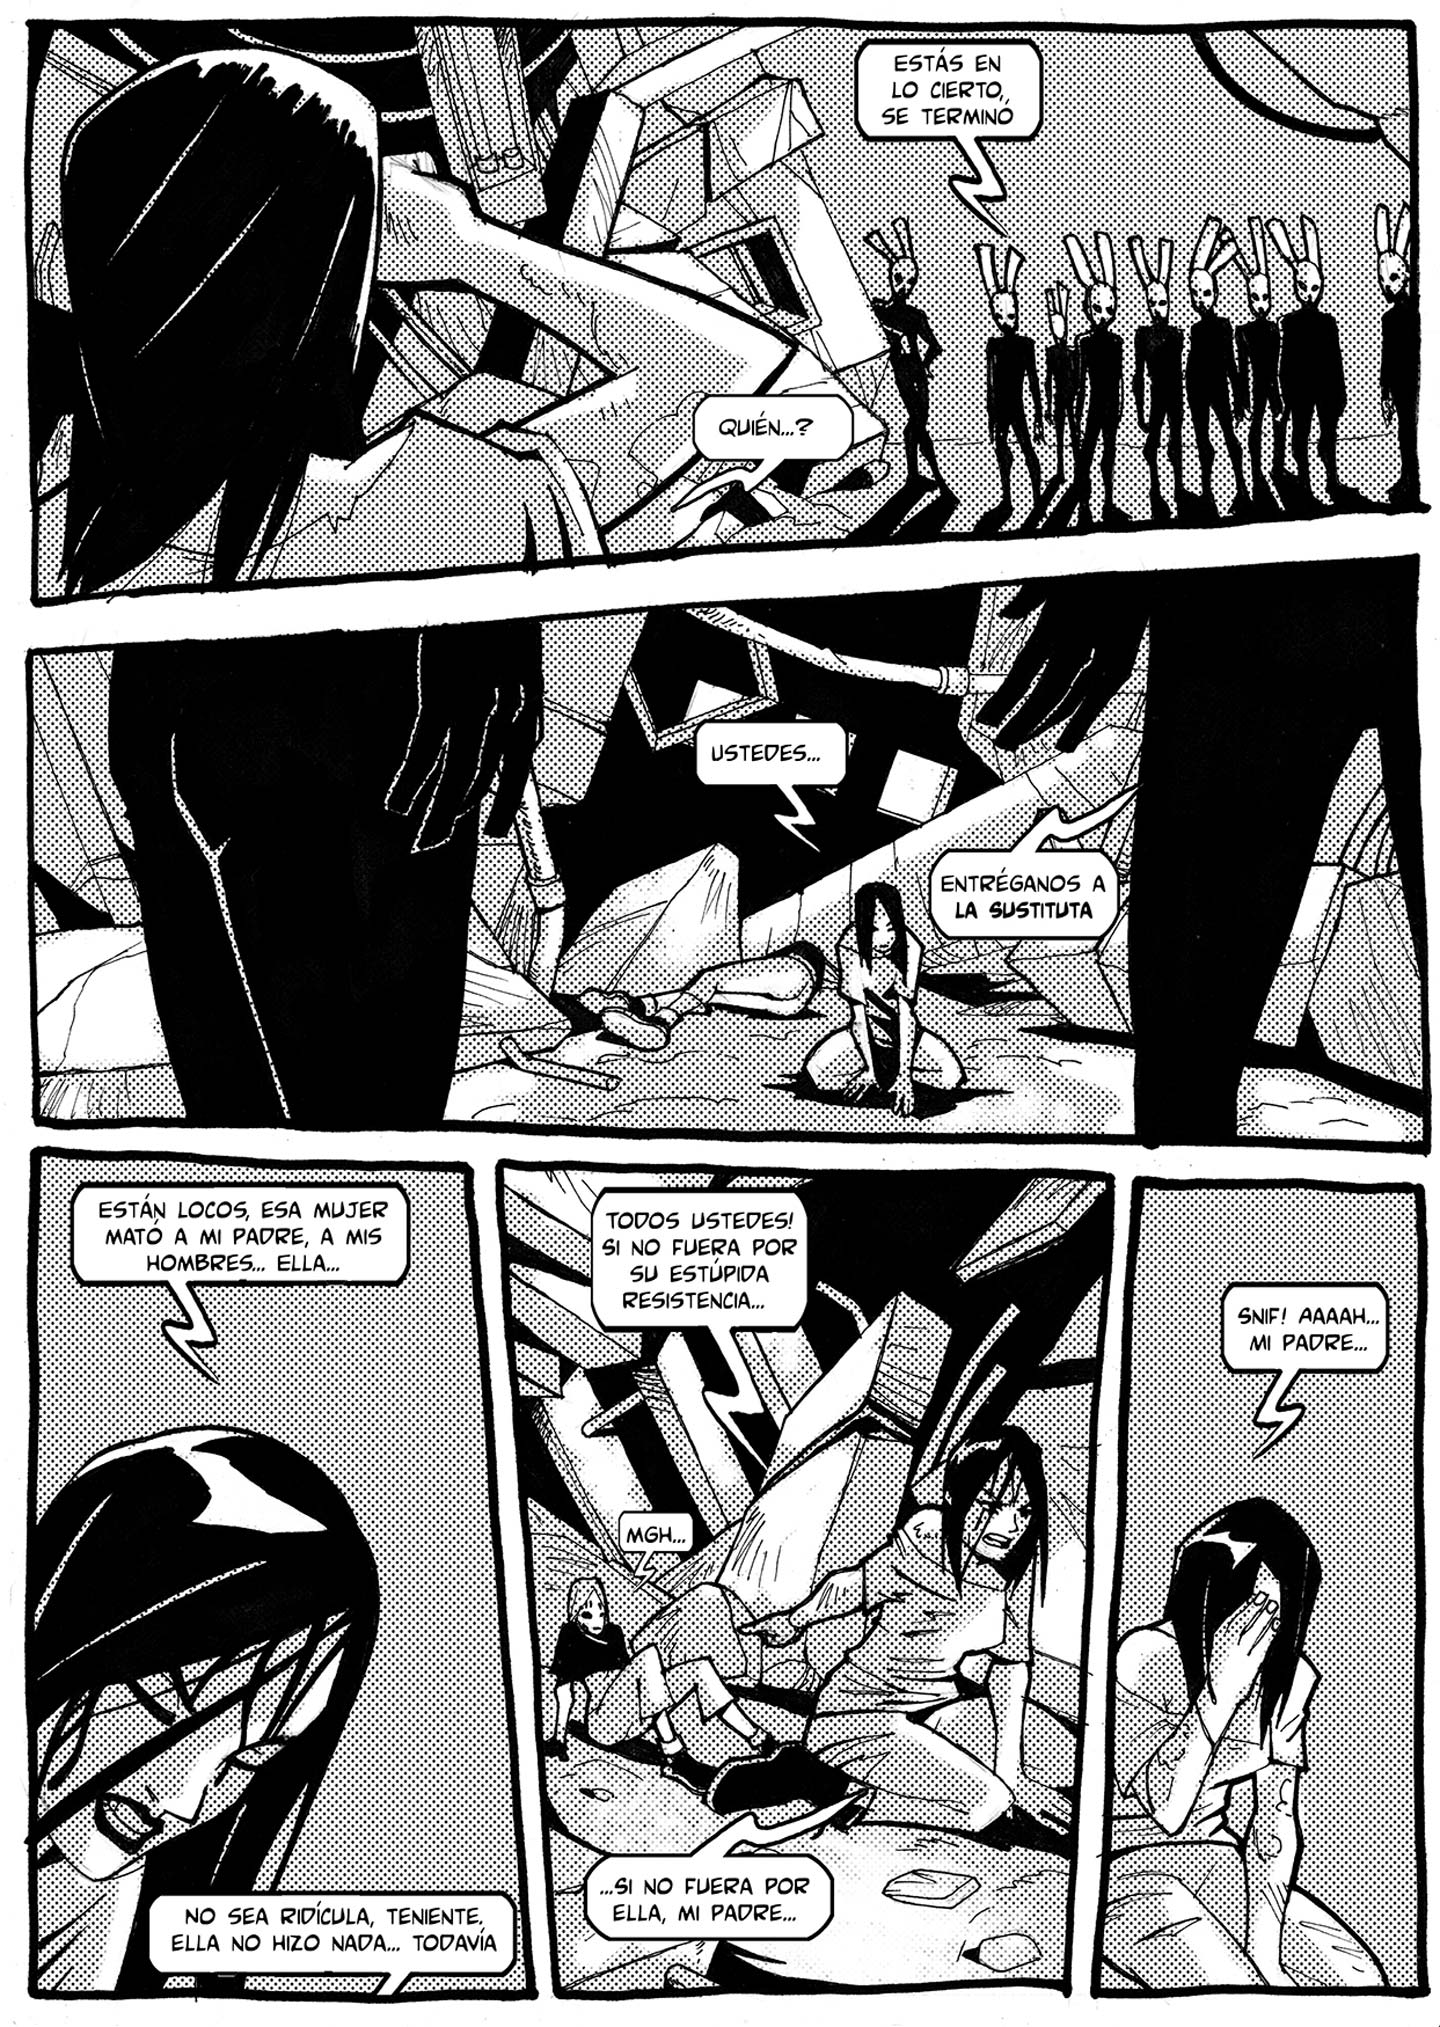 ESTÁS EN
LO CIERTO,
SE TERMINÓ
QUIÉN...?
USTEDES...
ENTRÉGANOS A
LA SUSTITUTA
ESTÁN LOCOS, ESA MUJER
MATÓ A MI PADRE, A MIS
HOMBRES... ELLA...
NO SEA RIDÍCULA, TENIENTE.
ELLA NO HIZO NADA... TODAVÍA
TODOS USTEDES!
SI NO FUERA POR
SU ESTÚPIDA
RESISTENCIA...
MGH...
...SI NO FUERA POR
ELLA, MI PADRE...
SNIF! AAAAH...
MI PADRE...